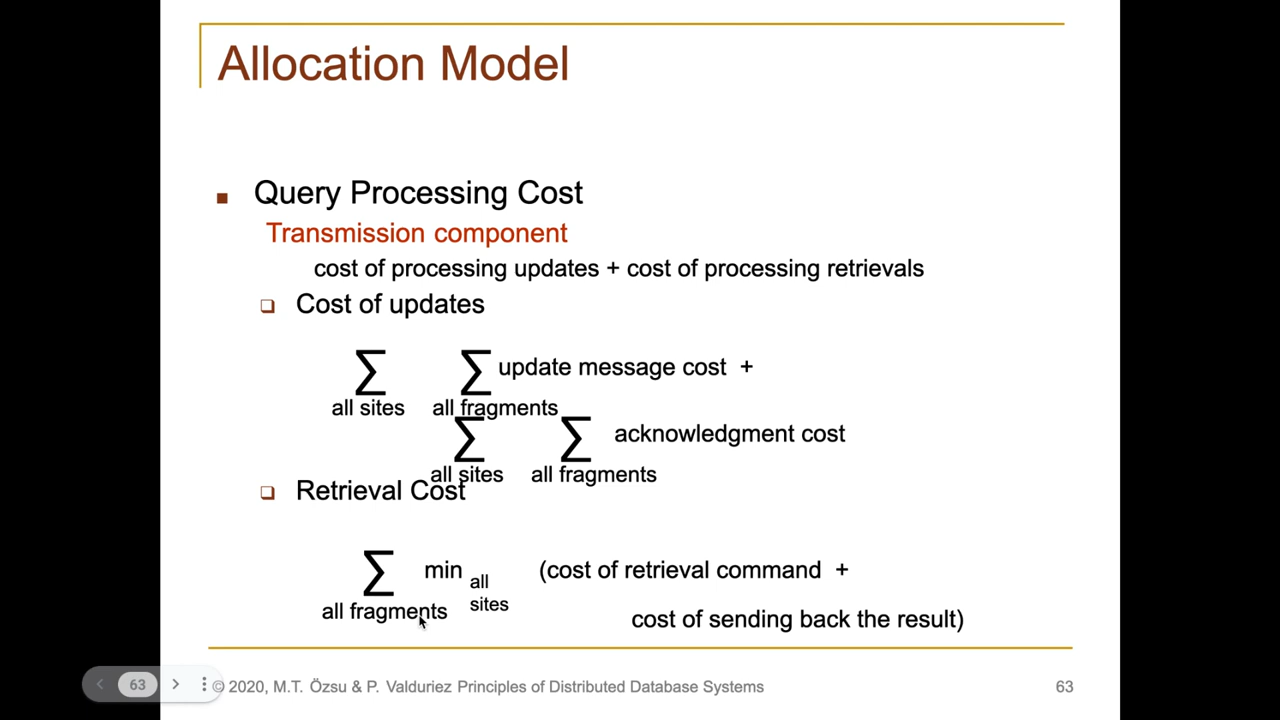 Allocation Model
■ Query Processing Cost
Transmission component
cost of processing updates + cost of processing retrievals
❑ Cost of updates
∑ ∑ update message cost +
all sites all fragments
∑ ∑ acknowledgment cost
all sites all fragments
❑ Retrieval Cost
∑ min all sites (cost of retrieval command +
all fragments
cost of sending back the result)
63
© 2020, M.T. Özsu & P. Valduriez Principles of Distributed Database Systems
63